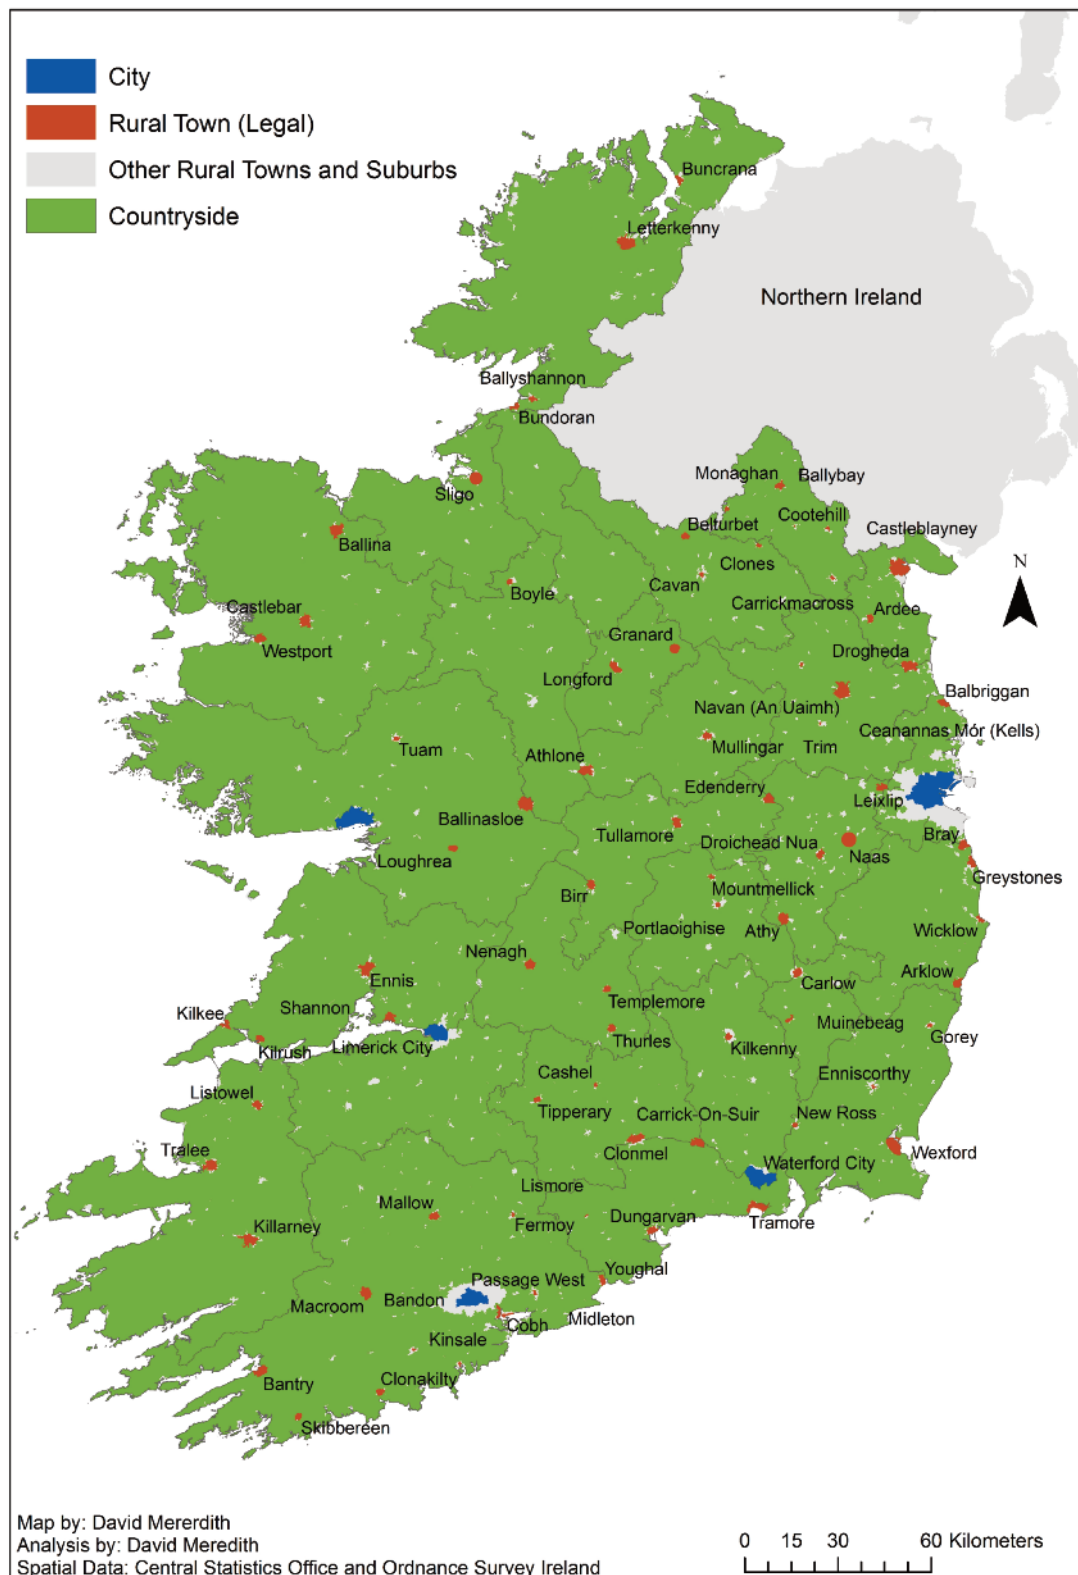 City
Rural Town (Legal)
Other Rural Towns and Suburbs
Countryside
Buncrana
Letterkenny
Northern Ireland
Ballyshannon
Bundoran
Monaghan
Ballybay
Sligo
Cootehill
Belturbet
Castleblayney
Ballina
Clones
Cavan
N
Boyle
Carrickmacross
Ardee
Castlebar
Granard
Westport
Drogheda
Longford
Balbriggan
Navan (An Uaimh)
Ceanannas Mór (Kells)
Tuam
Mullingar
Trim
Athlone
Edenderry
Leixlip
Ballinasloe
Tullamore
Droichead Nua
Bray
Loughrea
Naas
Greystones
Mountmellick
Birr
Portlaoighise
Athy
Wicklow
Nenagh
Arklow
Ennis
Carlow
Templemore
Shannon
Kilkee
Muinebeag
Gorey
Limerick City
Thurles
Kilkenny
Kilrush
Cashel
Enniscorthy
Listowel
Tipperary
Carrick-On-Suir
New Ross
Tralee
Clonmel
Wexford
Waterford City
Lismore
Mallow
Killarney
Fermoy
Dungarvan
Tramore
Youghal
Passage West
Macroom
Bandon
Cobh
Midleton
Kinsale
Bantry
Clonakilty
Skibbereen
Map by: David Mererdith
Analysis by: David Meredith
Spatial Data: Central Statistics Office and Ordnance Survey Ireland
0 15 30 60 Kilometers